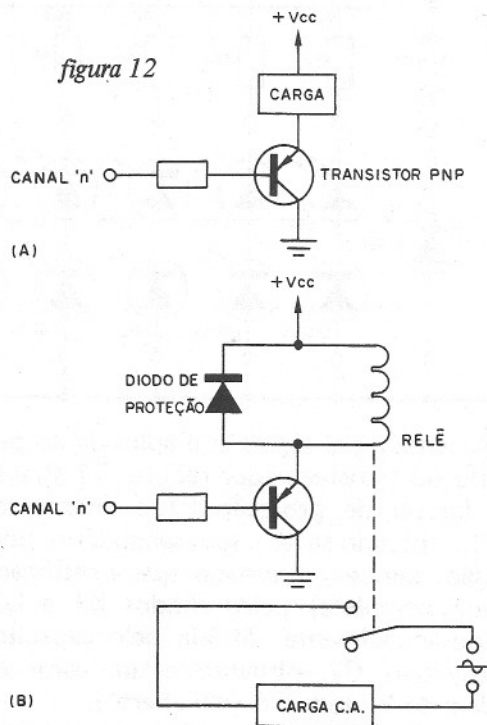 figura 12
+ Vcc
CARGA
CANAL 'n'
TRANSISTOR PNP
(A)
+ Vcc
DIODO DE
PROTEÇÃO
RELÊ
CANAL 'n'
(B)
CARGA C.A.